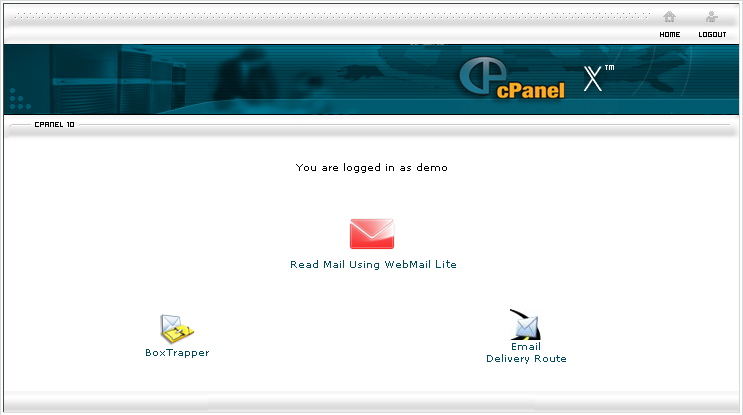 HOME LOGOUT
cPanel X™
CPANEL 10
You are logged in as demo
Read Mail Using WebMail Lite
BoxTrapper
Email
Delivery Route